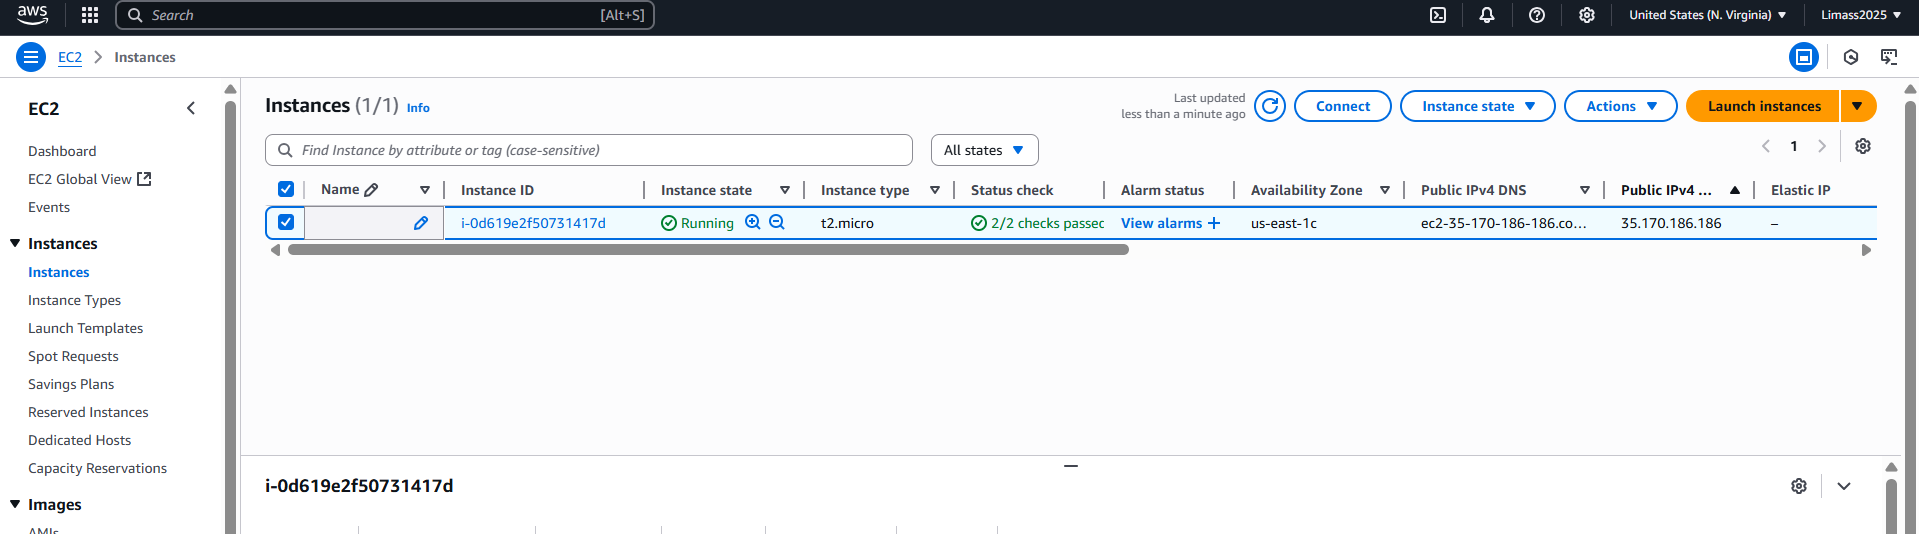 aws
Search [Alt+S] United States (N. Virginia) Limass2025
EC2 Instances
EC2
Dashboard
EC2 Global View
Events
Instances
Instances
Instance Types
Launch Templates
Spot Requests
Savings Plans
Reserved Instances
Dedicated Hosts
Capacity Reservations
Images
AMIs
Instances (1/1) Info
Last updated
less than a minute ago
Connect Instance state Actions Launch instances
Find Instance by attribute or tag (case-sensitive) All states 1
Name Instance ID Instance state Instance type Status check Alarm status Availability Zone Public IPv4 DNS Public IPv4 ... Elastic IP
i-0d619e2f50731417d Running t2.micro 2/2 checks passec View alarms + us-east-1c ec2-35-170-186-186.co... 35.170.186.186 –
i-0d619e2f50731417d